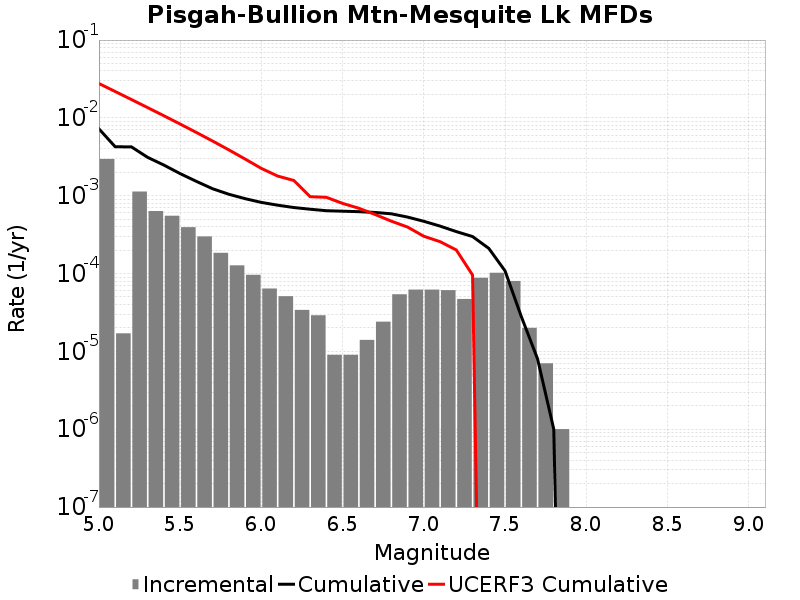 Pisgah-Bullion Mtn-Mesquite Lk MFDs
10-1
10-2
10-3
10-4
10-5
10-6
10-7
Rate (1/yr)
5.0 5.5 6.0 6.5 7.0 7.5 8.0 8.5 9.0
Magnitude
Incremental Cumulative UCERF3 Cumulative